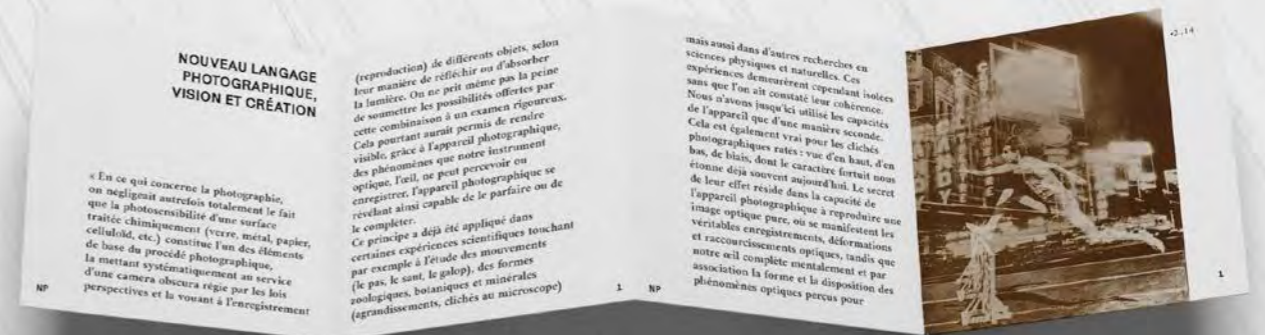 NOUVEAU LANGAGE
PHOTOGRAPHIQUE,
VISION ET CRÉATION
« En ce qui concerne la photographie,
on négligeait autrefois totalement le fait
que la photosensibilité d'une surface
traitée chimiquement (verre, métal, papier,
celluloïd, etc.) constitue l'un des éléments
de base du procédé photographique,
la mettant systématiquement au service
d'une camera obscura régie par les lois
perspectives et la vouant à l'enregistrement
NP
(reproduction) de différents objets, selon
leur manière de réfléchir ou d'absorber
la lumière. On ne prit même pas la peine
de soumettre les possibilités offertes par
cette combinaison à un examen rigoureux.
Cela pourtant aurait permis de rendre
visible, grâce à l'appareil photographique,
des phénomènes que notre instrument
optique, l'œil, ne peut percevoir ou
enregistrer, l'appareil photographique se
révélant ainsi capable de le parfaire ou de
le compléter.
Ce principe a déjà été appliqué dans
certaines expériences scientifiques touchant
par exemple à l'étude des mouvements
(le pas, le saut, le galop), des formes
zoologiques, botaniques et minérales
(agrandissements, clichés au microscope)
1
NP
mais aussi dans d'autres recherches en
sciences physiques et naturelles. Ces
expériences demeurèrent cependant isolées
sans que l'on ait constaté leur cohérence.
Nous n'avons jusqu'ici utilisé les capacités
de l'appareil que d'une manière seconde.
Cela est également vrai pour les clichés
photographiques ratés : vue d'en haut, d'en
bas, de biais, dont le caractère fortuit nous
étonne déjà souvent aujourd'hui. Le secret
de leur effet réside dans la capacité de
l'appareil photographique à reproduire une
image optique pure, où se manifestent les
véritables enregistrements, déformations
et raccourcissements optiques, tandis que
notre œil complète mentalement et par
association la forme et la disposition des
phénomènes optiques perçus pour
2.14
1